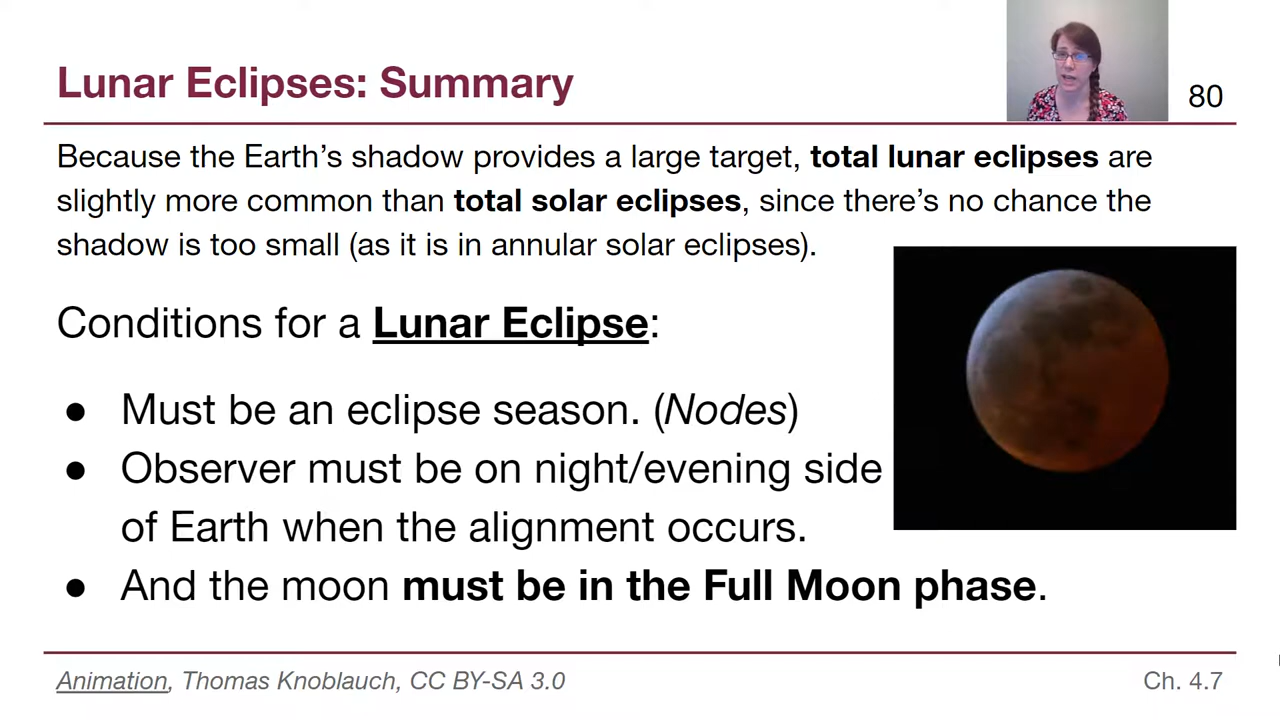 Lunar Eclipses: Summary
80
Because the Earth's shadow provides a large target, total lunar eclipses are
slightly more common than total solar eclipses, since there's no chance the
shadow is too small (as it is in annular solar eclipses).
Conditions for a Lunar Eclipse:
● Must be an eclipse season. (Nodes)
● Observer must be on night/evening side
of Earth when the alignment occurs.
● And the moon must be in the Full Moon phase.
Animation, Thomas Knoblauch, CC BY-SA 3.0
Ch. 4.7